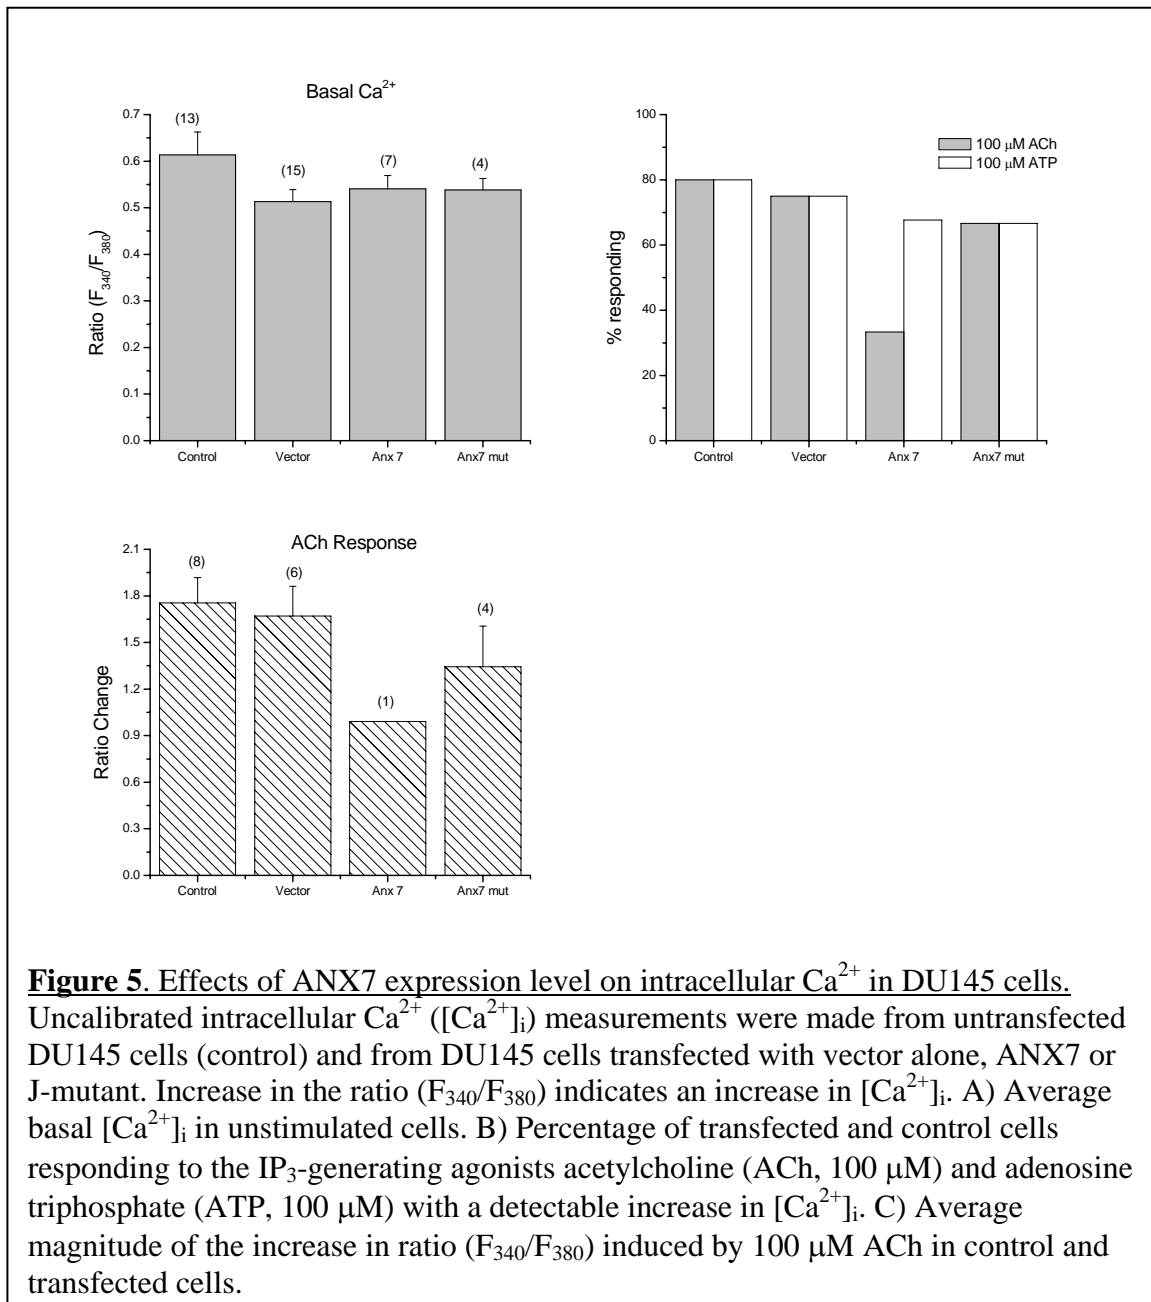 Basal Ca²⁺
Ratio (F₃₄₀/F₃₈₀)
0.7
0.6
0.5
0.4
0.3
0.2
0.1
0.0
(13)
(15)
(7)
(4)
Control Vector Anx 7 Anx7 mut
% responding
100
80
60
40
20
0
100 μM ACh
100 μM ATP
Control Vector Anx 7 Anx7 mut
ACh Response
Ratio Change
2.1
1.8
1.5
1.2
0.9
0.6
0.3
0.0
(8)
(6)
(1)
(4)
Control Vector Anx 7 Anx7 mut
Figure 5. Effects of ANX7 expression level on intracellular Ca²⁺ in DU145 cells.
Uncalibrated intracellular Ca²⁺ ([Ca²⁺]ᵢ) measurements were made from untransfected
DU145 cells (control) and from DU145 cells transfected with vector alone, ANX7 or
J-mutant. Increase in the ratio (F₃₄₀/F₃₈₀) indicates an increase in [Ca²⁺]ᵢ. A) Average
basal [Ca²⁺]ᵢ in unstimulated cells. B) Percentage of transfected and control cells
responding to the IP₃-generating agonists acetylcholine (ACh, 100 μM) and adenosine
triphosphate (ATP, 100 μM) with a detectable increase in [Ca²⁺]ᵢ. C) Average
magnitude of the increase in ratio (F₃₄₀/F₃₈₀) induced by 100 μM ACh in control and
transfected cells.